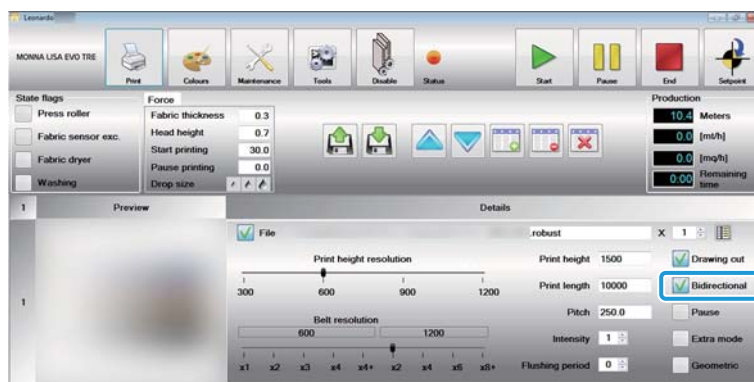 Leonardo
MONNA LISA EVO TRE
Print
Colours
Maintenance
Tools
Disable
Status
Start
Pause
End
Setpoint
State flags
Press roller
Fabric sensor exc.
Fabric dryer
Washing
Force
Fabric thickness 0.3
Head height 0.7
Start printing 30.0
Pause printing 0.0
Drop size
Production
10.4 Meters
0.0 [mt/h]
0.0 [mq/h]
0:00 Remaining time
1 Preview Details
1
File .robust X 1
Print height resolution
300 600 900 1200
Belt resolution
600 1200
x1 x2 x3 x4 x4+ x2 x4 x6 x8+
Print height 1500
Print length 10000
Pitch 250.0
Intensity 1
Flushing period 0
Drawing cut
Bidirectional
Pause
Extra mode
Geometric